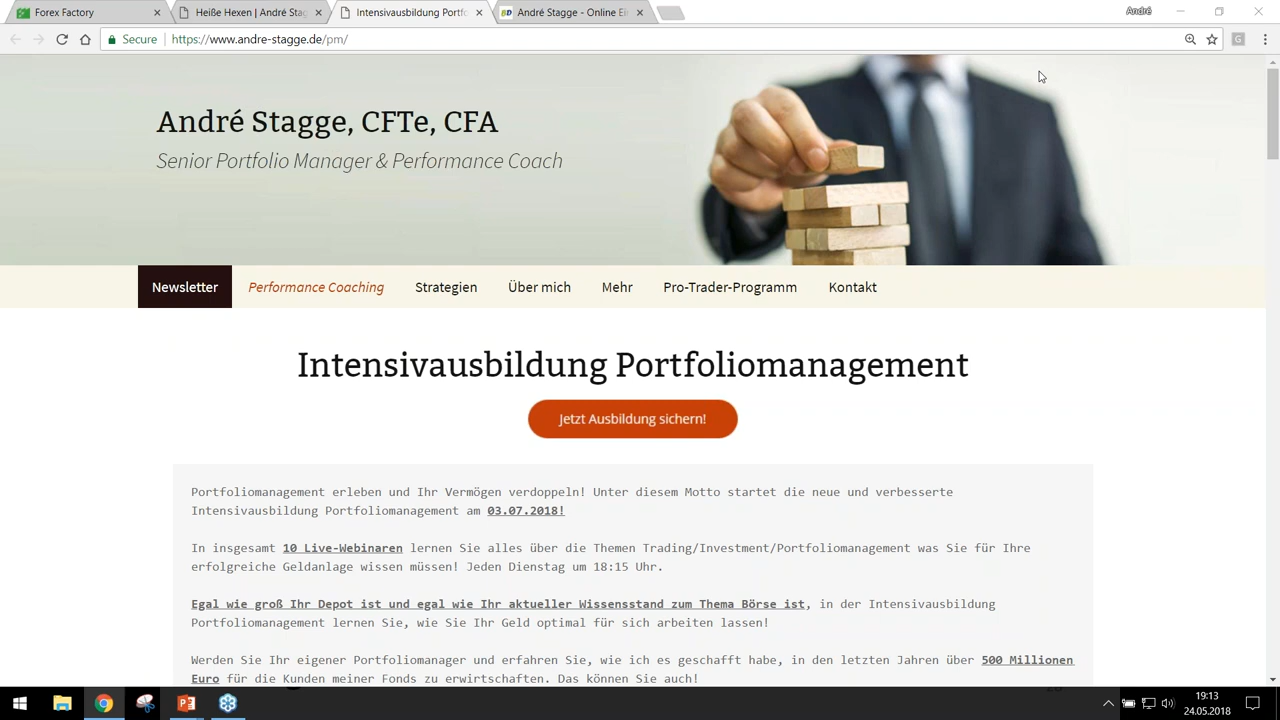 Forex Factory
Heiße Hexen | André Stag
Intensivausbildung Portfo
André Stagge - Online Ei
André
Secure
https://www.andre-stagge.de/pm/
André Stagge, CFTe, CFA
Senior Portfolio Manager & Performance Coach
Newsletter
Performance Coaching
Strategien
Über mich
Mehr
Pro-Trader-Programm
Kontakt
Intensivausbildung Portfoliomanagement
Jetzt Ausbildung sichern!
Portfoliomanagement erleben und Ihr Vermögen verdoppeln! Unter diesem Motto startet die neue und verbesserte
Intensivausbildung Portfoliomanagement am 03.07.2018!
In insgesamt 10 Live-Webinaren lernen Sie alles über die Themen Trading/Investment/Portfoliomanagement was Sie für Ihre
erfolgreiche Geldanlage wissen müssen! Jeden Dienstag um 18:15 Uhr.
Egal wie groß Ihr Depot ist und egal wie Ihr aktueller Wissensstand zum Thema Börse ist, in der Intensivausbildung
Portfoliomanagement lernen Sie, wie Sie Ihr Geld optimal für sich arbeiten lassen!
Werden Sie Ihr eigener Portfoliomanager und erfahren Sie, wie ich es geschafft habe, in den letzten Jahren über 500 Millionen
Euro für die Kunden meiner Fonds zu erwirtschaften. Das können Sie auch!
19:13
24.05.2018